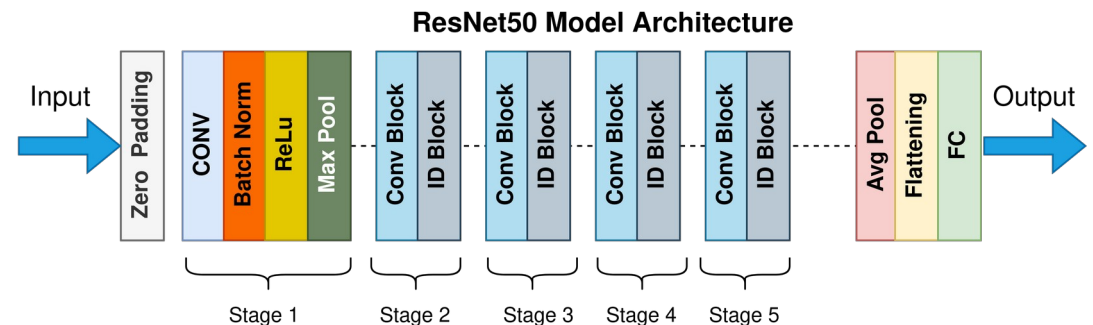 ResNet50 Model Architecture
Input
Zero Padding
CONV
Batch Norm
ReLu
Max Pool
Conv Block
ID Block
Conv Block
ID Block
Conv Block
ID Block
Conv Block
ID Block
Avg Pool
Flattening
FC
Output
Stage 1
Stage 2
Stage 3
Stage 4
Stage 5